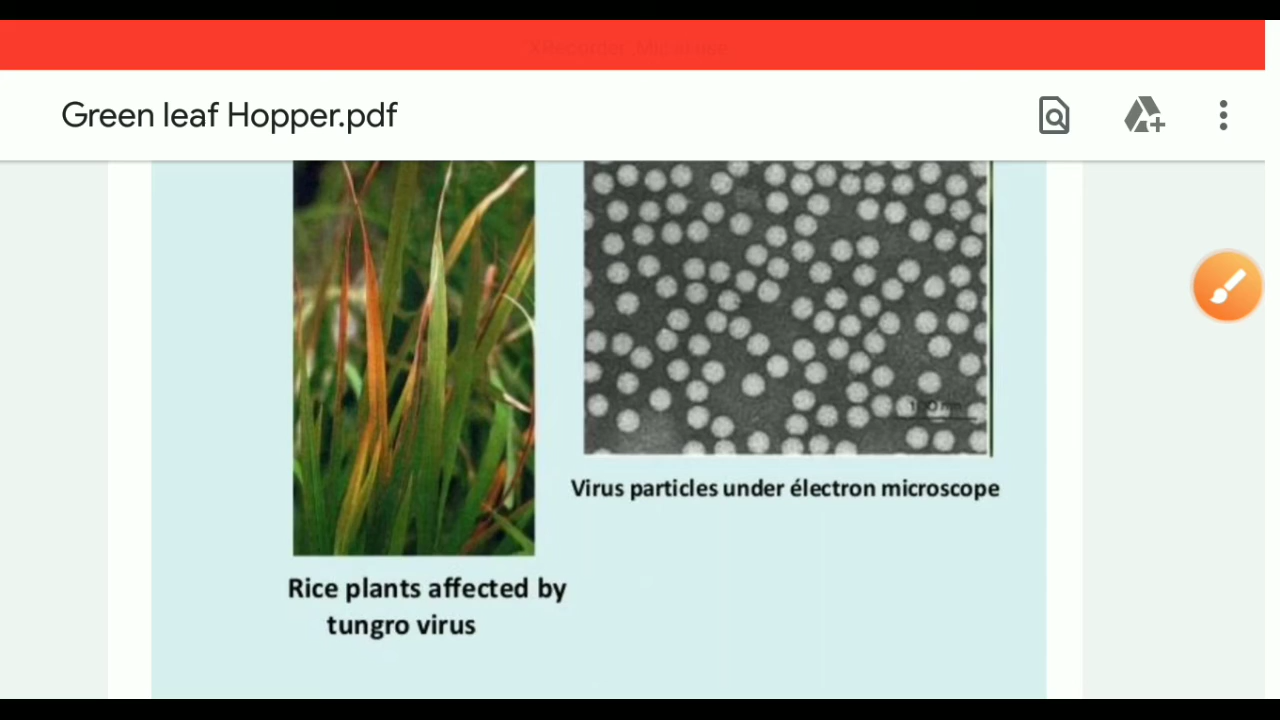 Green leaf Hopper.pdf
Virus particles under électron microscope
Rice plants affected by
tungro virus